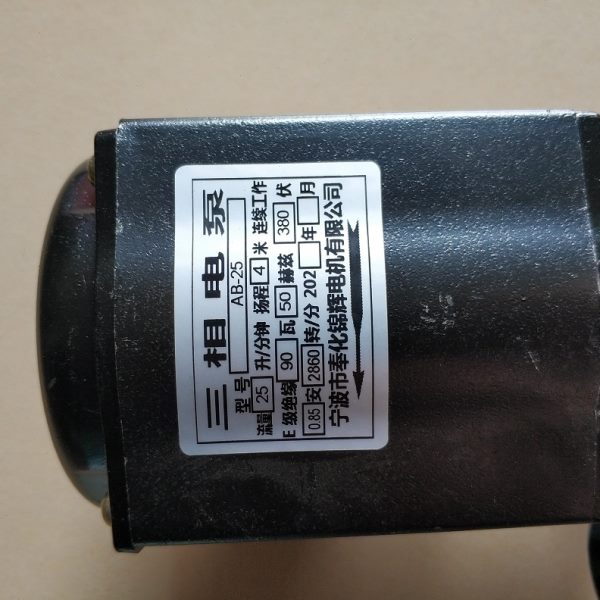 三相电泵
型号 AB-25
流量 25 升/分钟 扬程 4 米 连续工作
E 级绝缘 90 瓦 50 赫兹 380 伏
0.85 安 2860 转/分 202 年 月
宁波市奉化锦辉电机有限公司